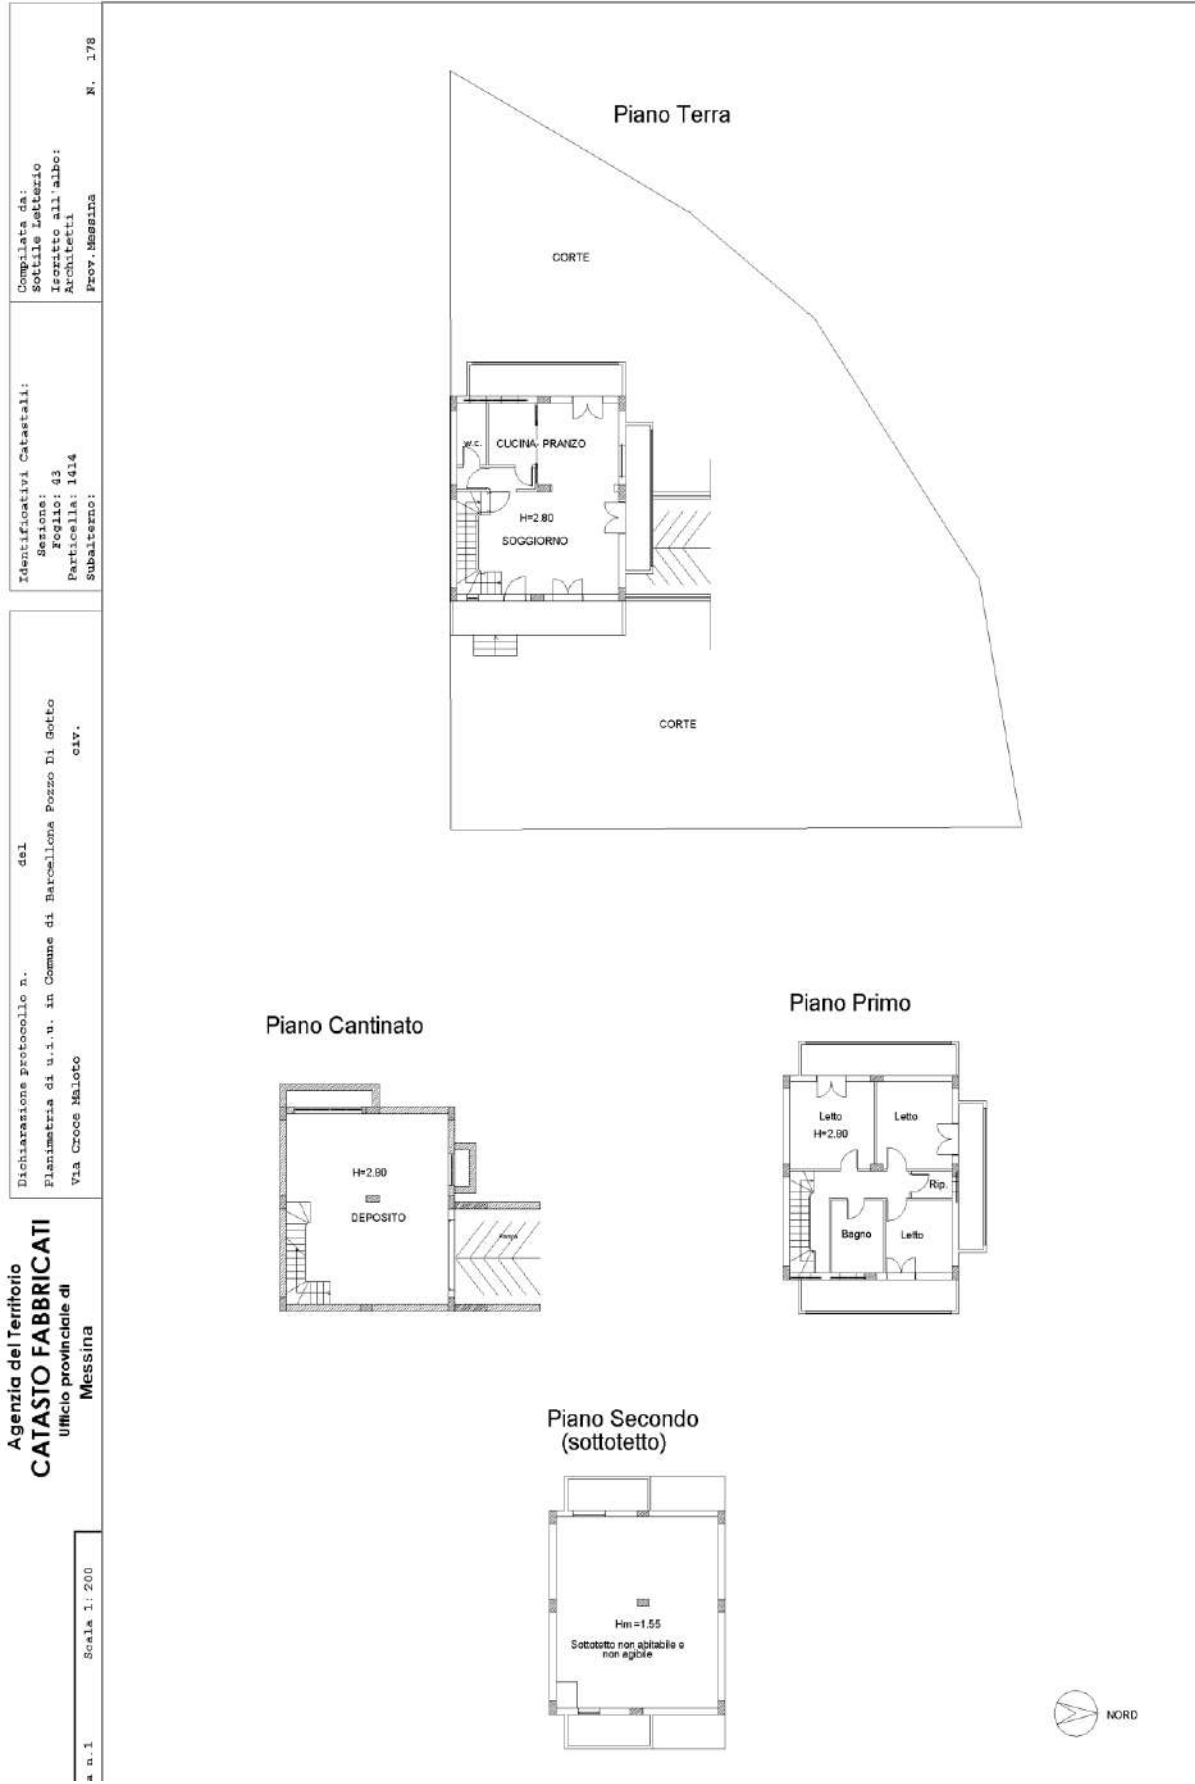 Agenzia del Territorio
CATASTO FABBRICATI
Ufficio provinciale di
Messina
Dichiarazione protocollo n. del
Planimetria di u.i.u. in Comune di Barcellona Pozzo Di Gotto
Via Croce Maloto civ.
Identificativi Catastali:
Sezione:
Foglio: 43
Particella: 1414
Subalterno:
Compilata da:
Sottile Letterio
Iscritto all'albo:
Architetti
Prov. Messina N. 178
a n.1 Scala 1: 200
Piano Terra
CORTE
w.c.
CUCINA- PRANZO
H=2.80
SOGGIORNO
CORTE
Piano Cantinato
H=2.80
DEPOSITO
Rampa
Piano Primo
Letto
H=2.80
Letto
Rip.
Bagno
Letto
Piano Secondo
(sottotetto)
Hm=1.55
Sottotetto non abitabile e
non agibile
NORD